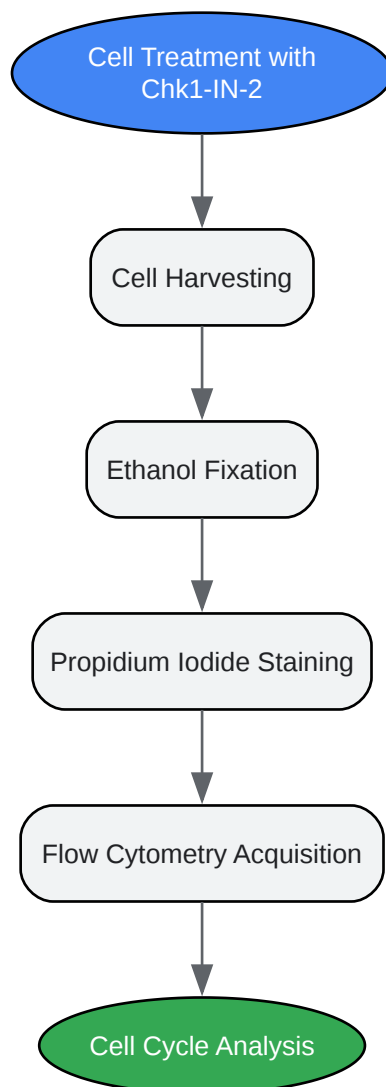 Cell Treatment with
Chk1-IN-2
Cell Harvesting
Ethanol Fixation
Propidium Iodide Staining
Flow Cytometry Acquisition
Cell Cycle Analysis